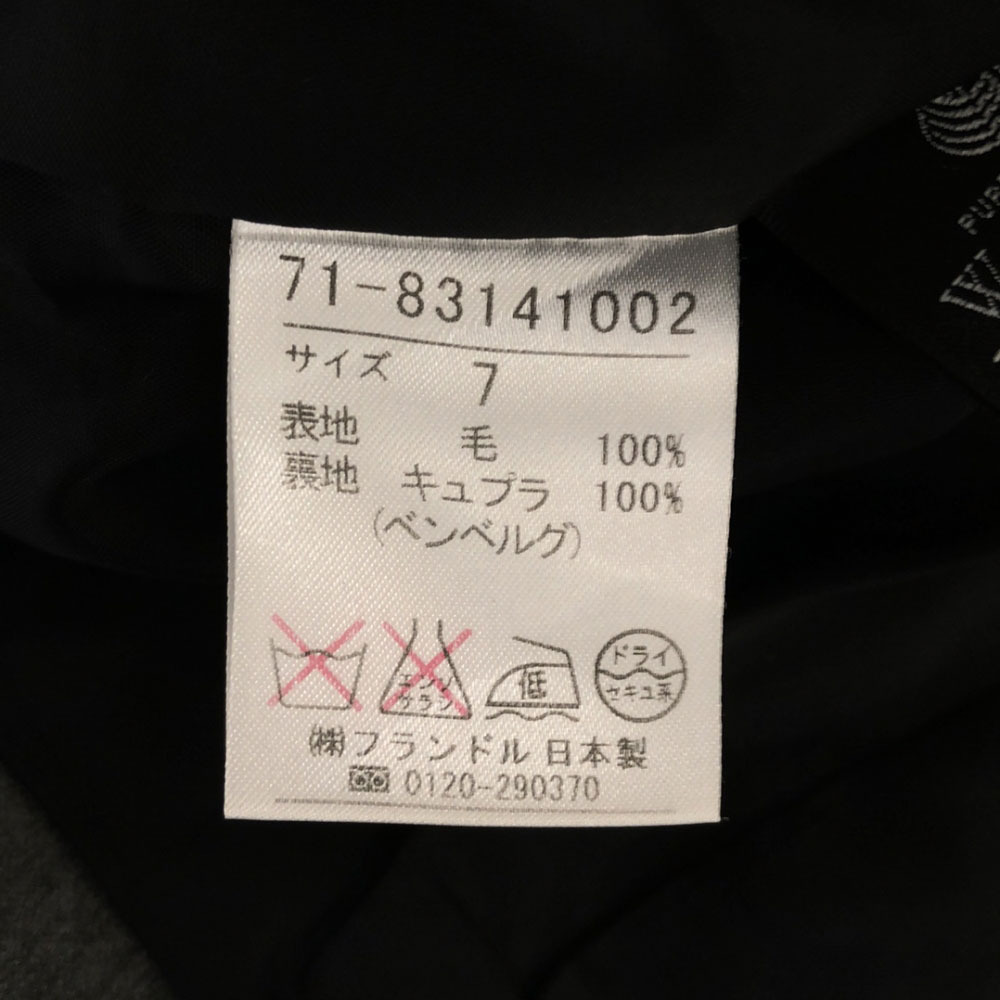 71-83141002
サイズ 7
表地 毛 100%
裏地 キュプラ 100%
(ベンベルグ)
エンソ
サラシ
低
ドライ
セキユ系
㈱フランドル 日本製
0120-290370
PUR